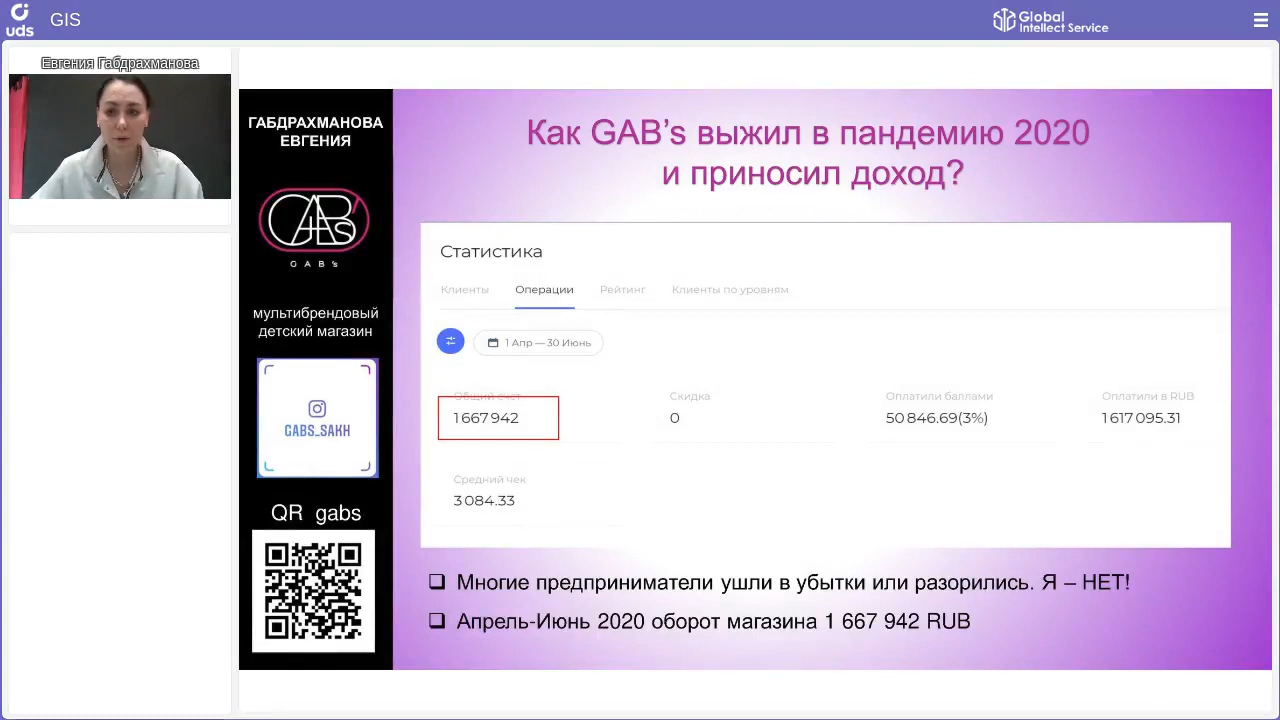 uds
GIS
Global
Intellect Service
Евгения Габдрахманова
ГАБДРАХМАНОВА
ЕВГЕНИЯ
GAB's
GAB's
мультибрендовый
детский магазин
GABS_SAKH
QR gabs
Как GAB’s выжил в пандемию 2020
и приносил доход?
Статистика
Клиенты Операции Рейтинг Клиенты по уровням
1 Апр — 30 Июнь
Общий счет Скидка Оплатили баллами Оплатили в RUB
1 667 942 0 50 846.69(3%) 1 617 095.31
Средний чек
3 084.33
❑ Многие предприниматели ушли в убытки или разорились. Я – НЕТ!
❑ Апрель-Июнь 2020 оборот магазина 1 667 942 RUB